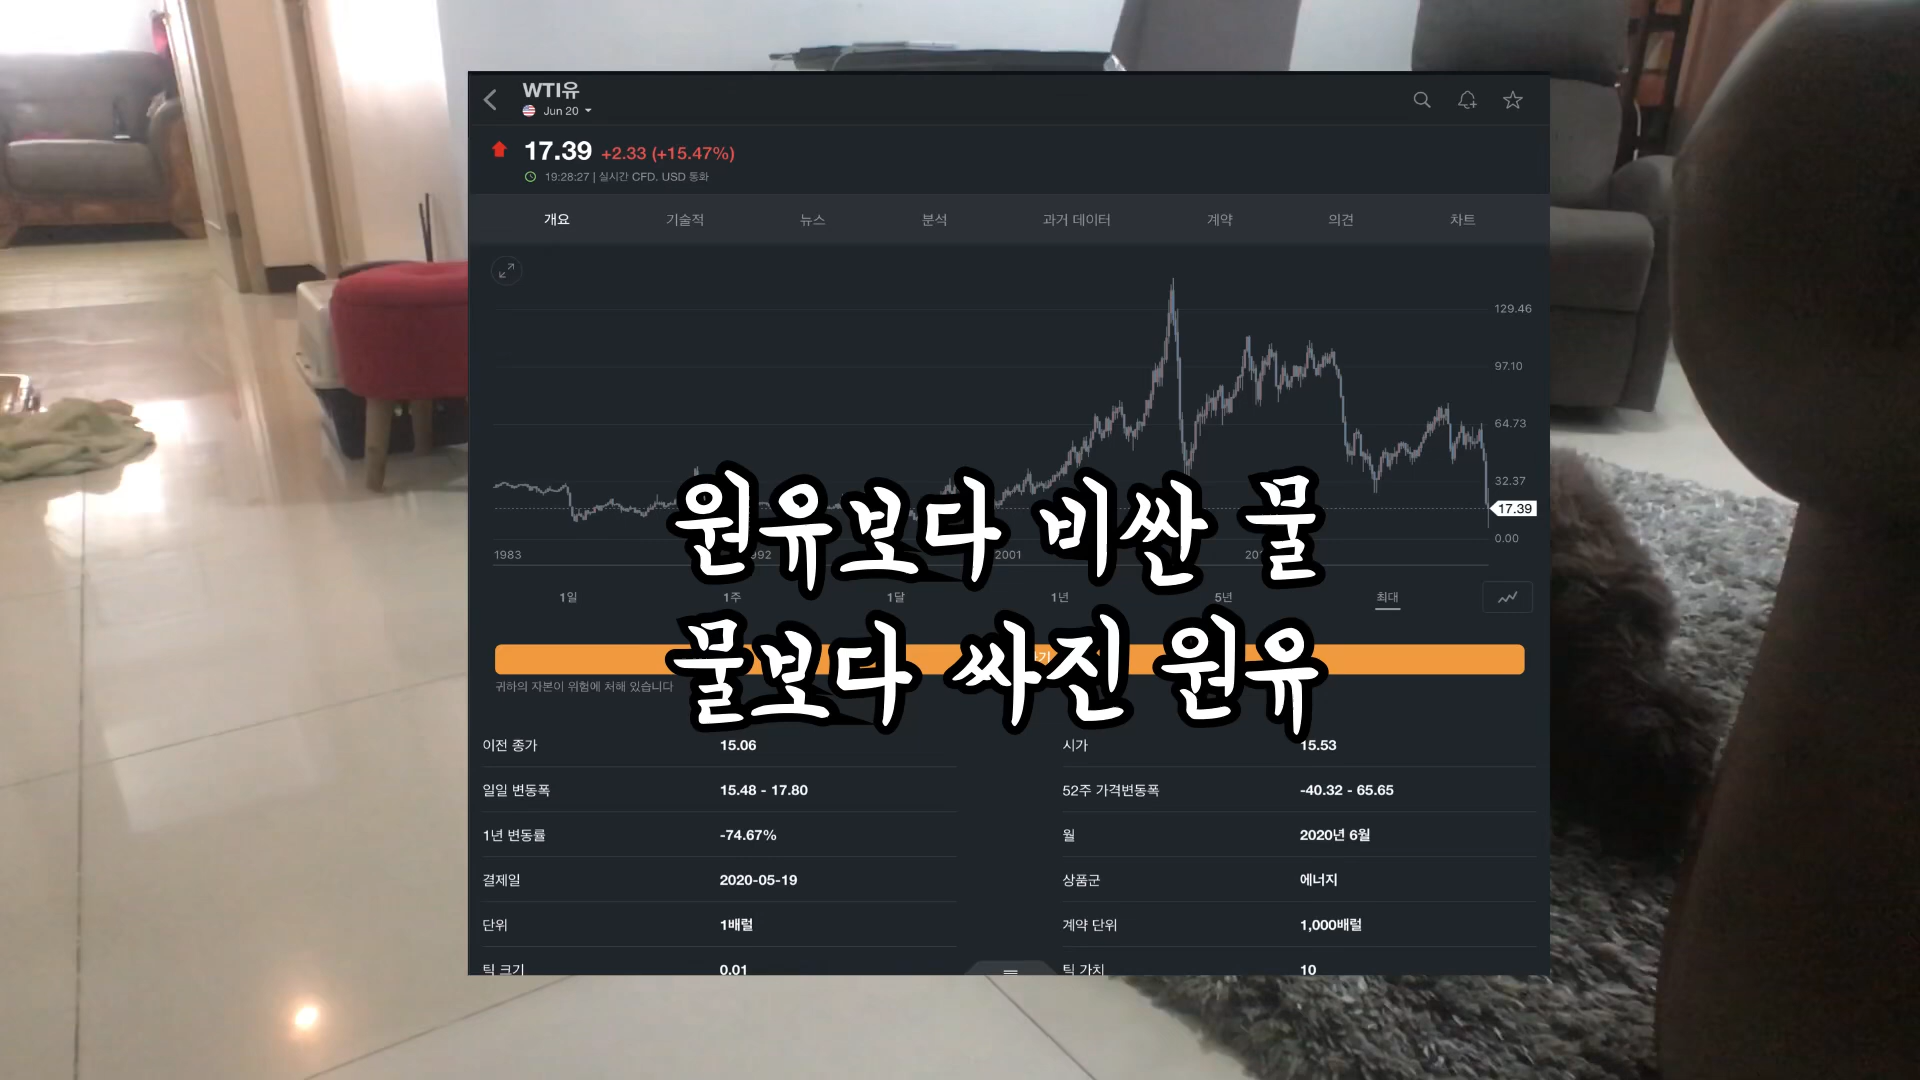 WTI유
Jun 20
17.39 +2.33 (+15.47%)
19:28:27 | 실시간 CFD. USD 통화
개요 기술적 뉴스 분석 과거 데이터 계약 의견 차트
129.46
97.10
64.73
32.37
17.39
0.00
원유보다 비싼 물
1983 2001
1일 1주 1달 1년 5년 최대
물보다 싸진 원유
귀하의 자본이 위험에 처해 있습니다
이전 종가 15.06 시가 15.53
일일 변동폭 15.48 - 17.80 52주 가격변동폭 -40.32 - 65.65
1년 변동률 -74.67% 월 2020년 6월
결제일 2020-05-19 상품군 에너지
단위 1배럴 계약 단위 1,000배럴
틱 크기 0.01 틱 가치 10